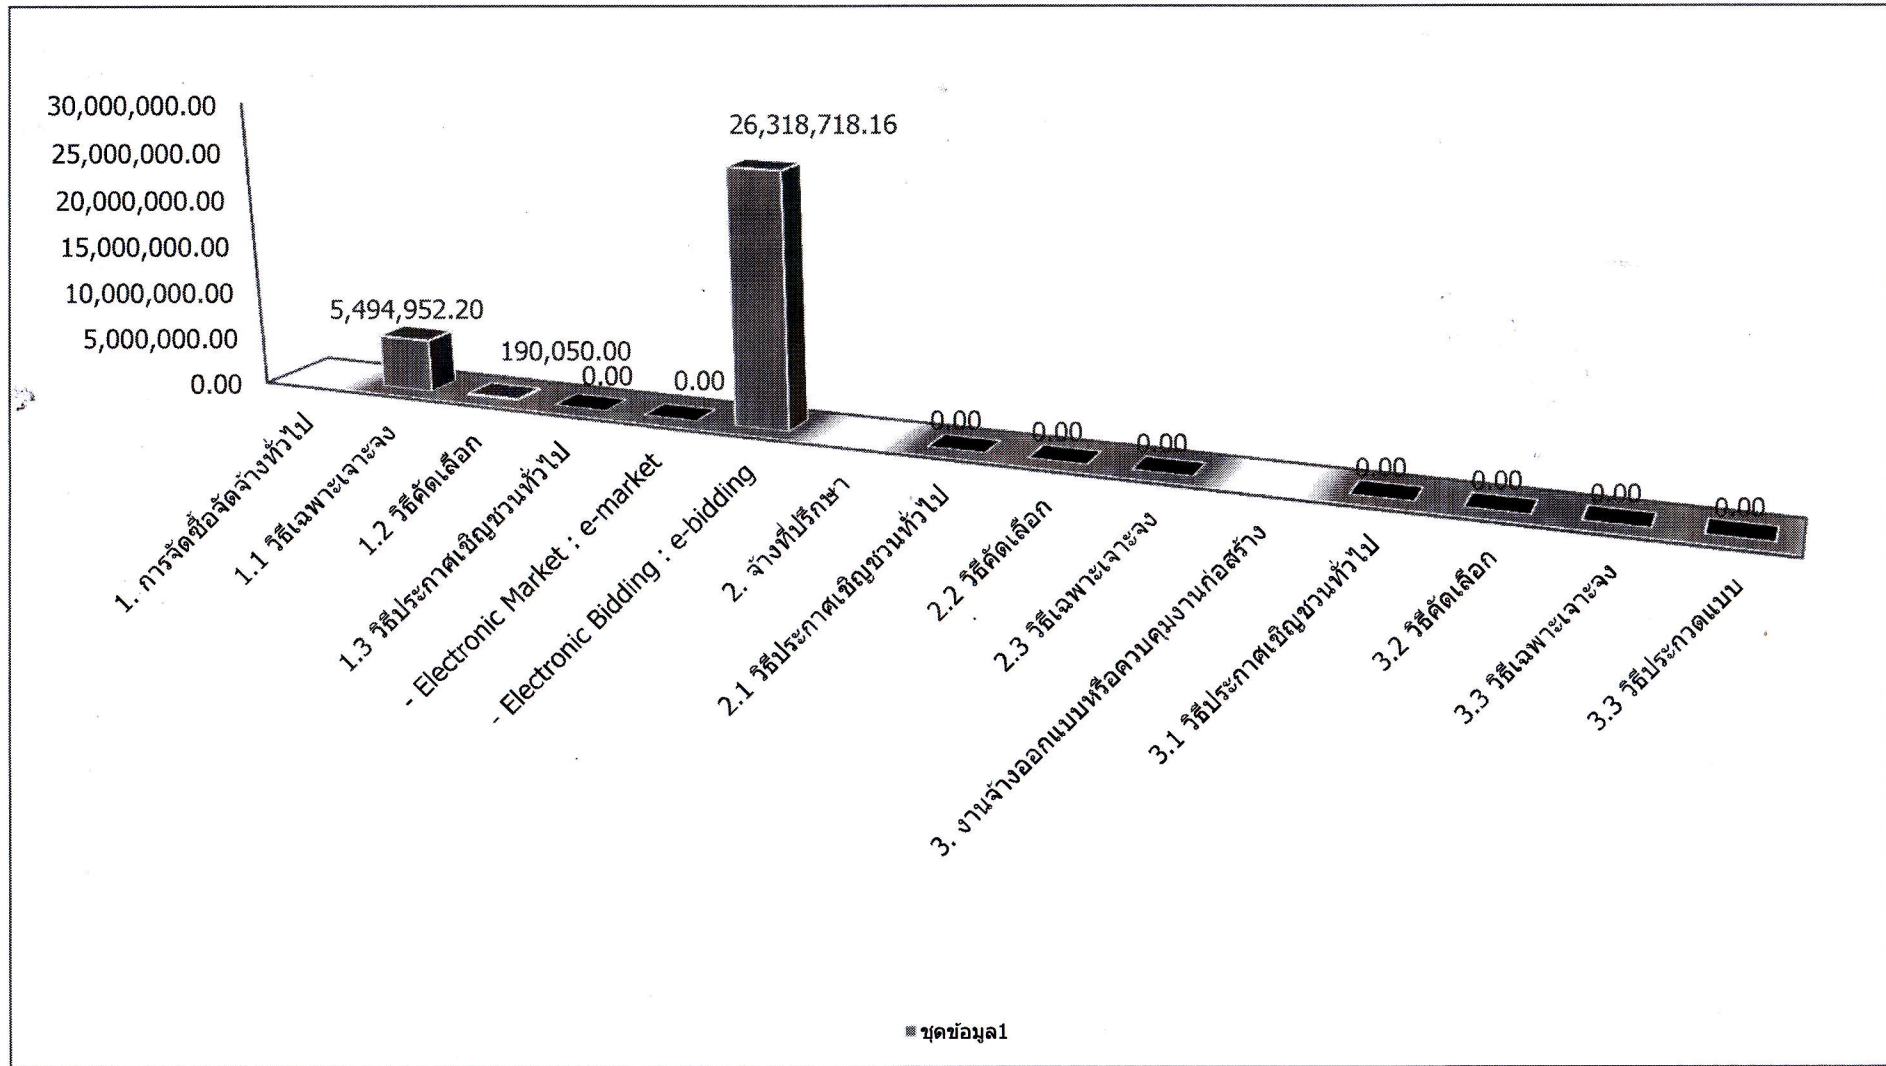 30,000,000.00
25,000,000.00
20,000,000.00
15,000,000.00
10,000,000.00
5,000,000.00
0.00
5,494,952.20
190,050.00
0.00
0.00
26,318,718.16
0.00
0.00
0.00
0.00
0.00
0.00
0.00
1. การจัดซื้อจัดจ้างทั่วไป
1.1 วิธีเฉพาะเจาะจง
1.2 วิธีคัดเลือก
1.3 วิธีประกาศเชิญชวนทั่วไป
- Electronic Market : e-market
- Electronic Bidding : e-bidding
2. จ้างที่ปรึกษา
2.1 วิธีประกาศเชิญชวนทั่วไป
2.2 วิธีคัดเลือก
2.3 วิธีเฉพาะเจาะจง
3. งานจ้างออกแบบหรือควบคุมงานก่อสร้าง
3.1 วิธีประกาศเชิญชวนทั่วไป
3.2 วิธีคัดเลือก
3.3 วิธีเฉพาะเจาะจง
3.3 วิธีประกวดแบบ
ชุดข้อมูล1